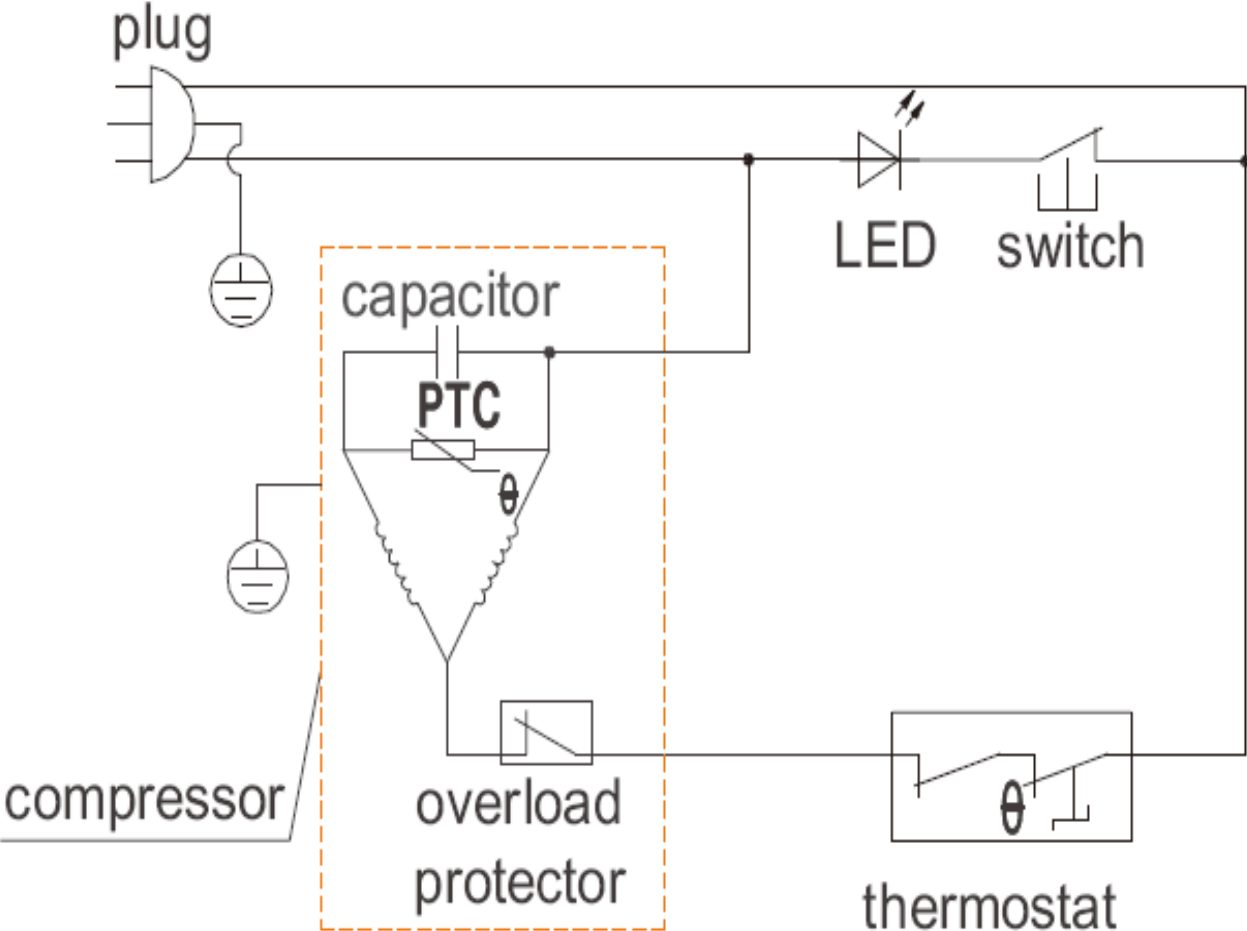 plug
LED
switch
capacitor
PTC
θ
compressor
overload
protector
θ
thermostat